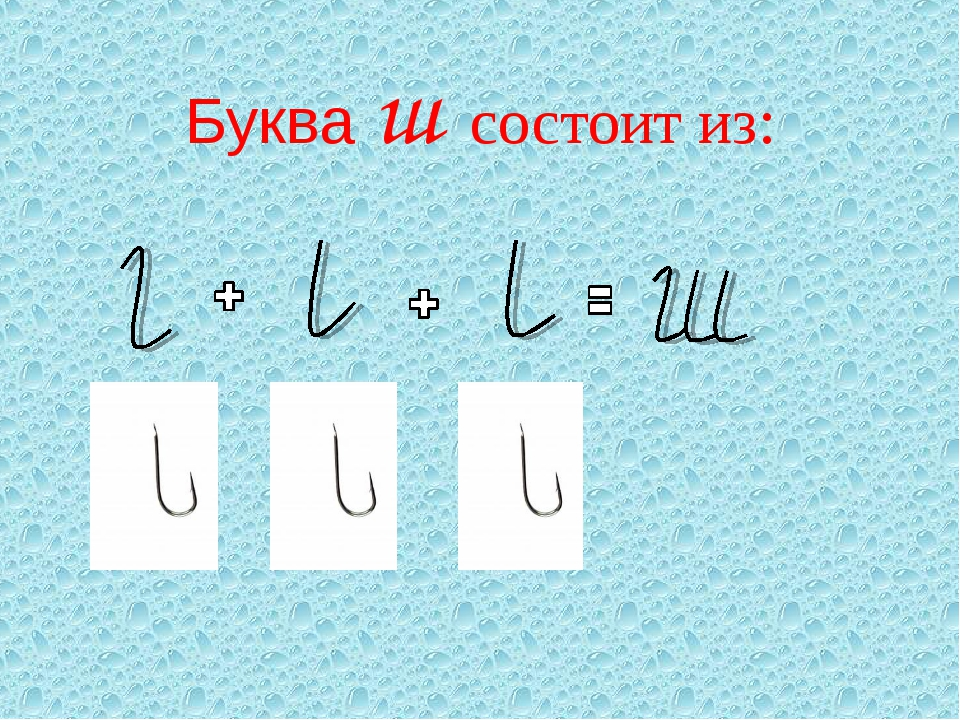 Буква ш состоит из:
+ + = ш